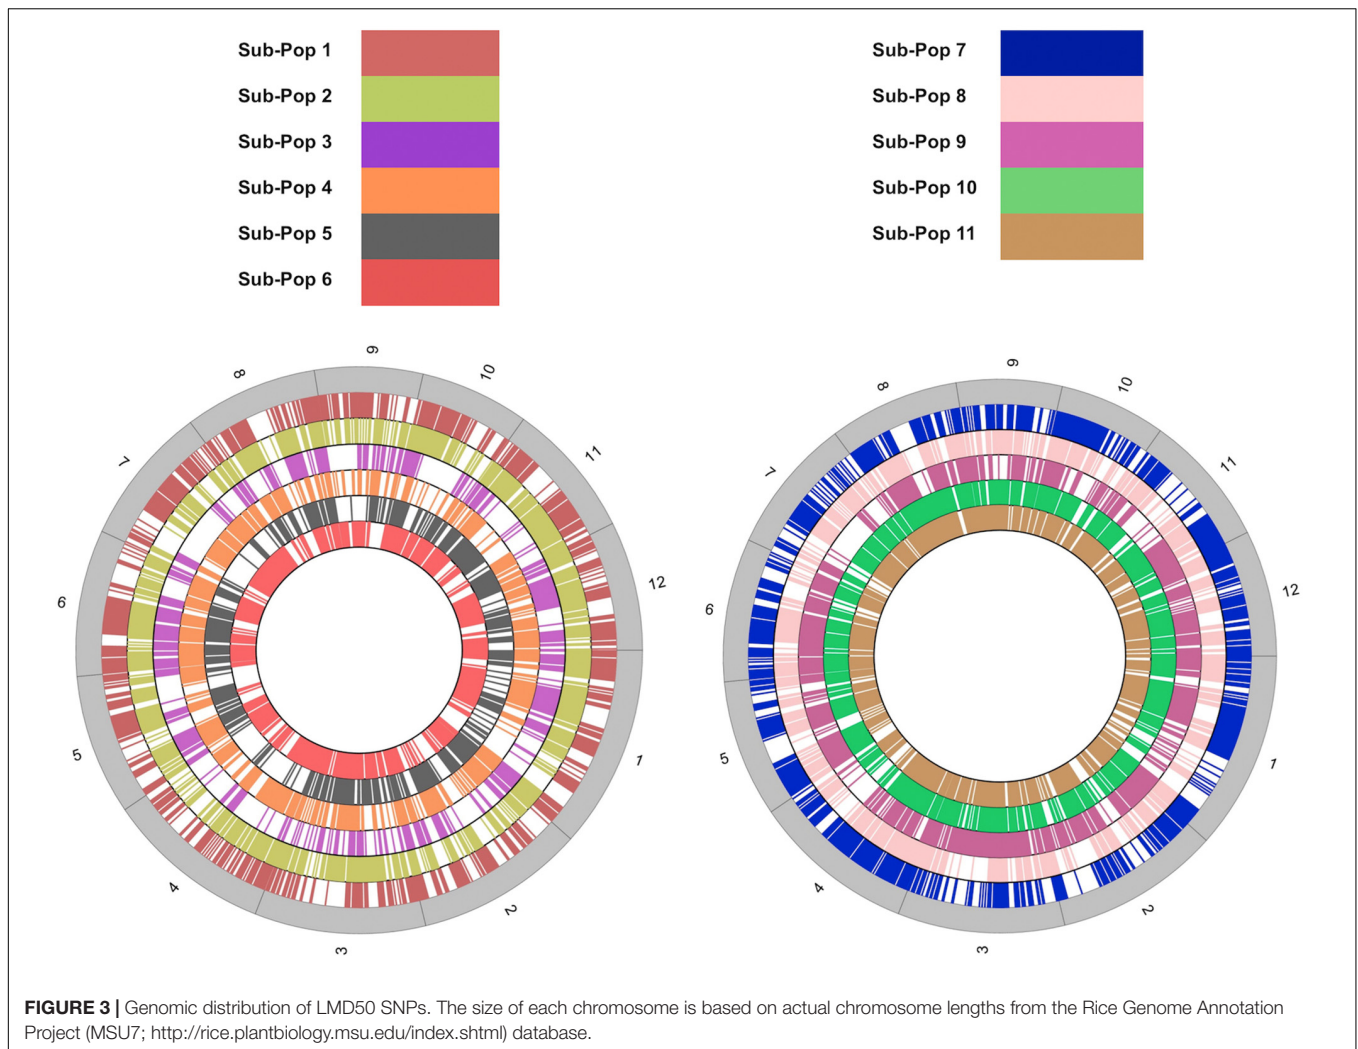 Sub-Pop 1
Sub-Pop 2
Sub-Pop 3
Sub-Pop 4
Sub-Pop 5
Sub-Pop 6
Sub-Pop 7
Sub-Pop 8
Sub-Pop 9
Sub-Pop 10
Sub-Pop 11
9
10
11
12
1
2
3
4
5
6
7
8
9
10
11
12
1
2
3
4
5
6
7
8
FIGURE 3 | Genomic distribution of LMD50 SNPs. The size of each chromosome is based on actual chromosome lengths from the Rice Genome Annotation
Project (MSU7; http://rice.plantbiology.msu.edu/index.shtml) database.